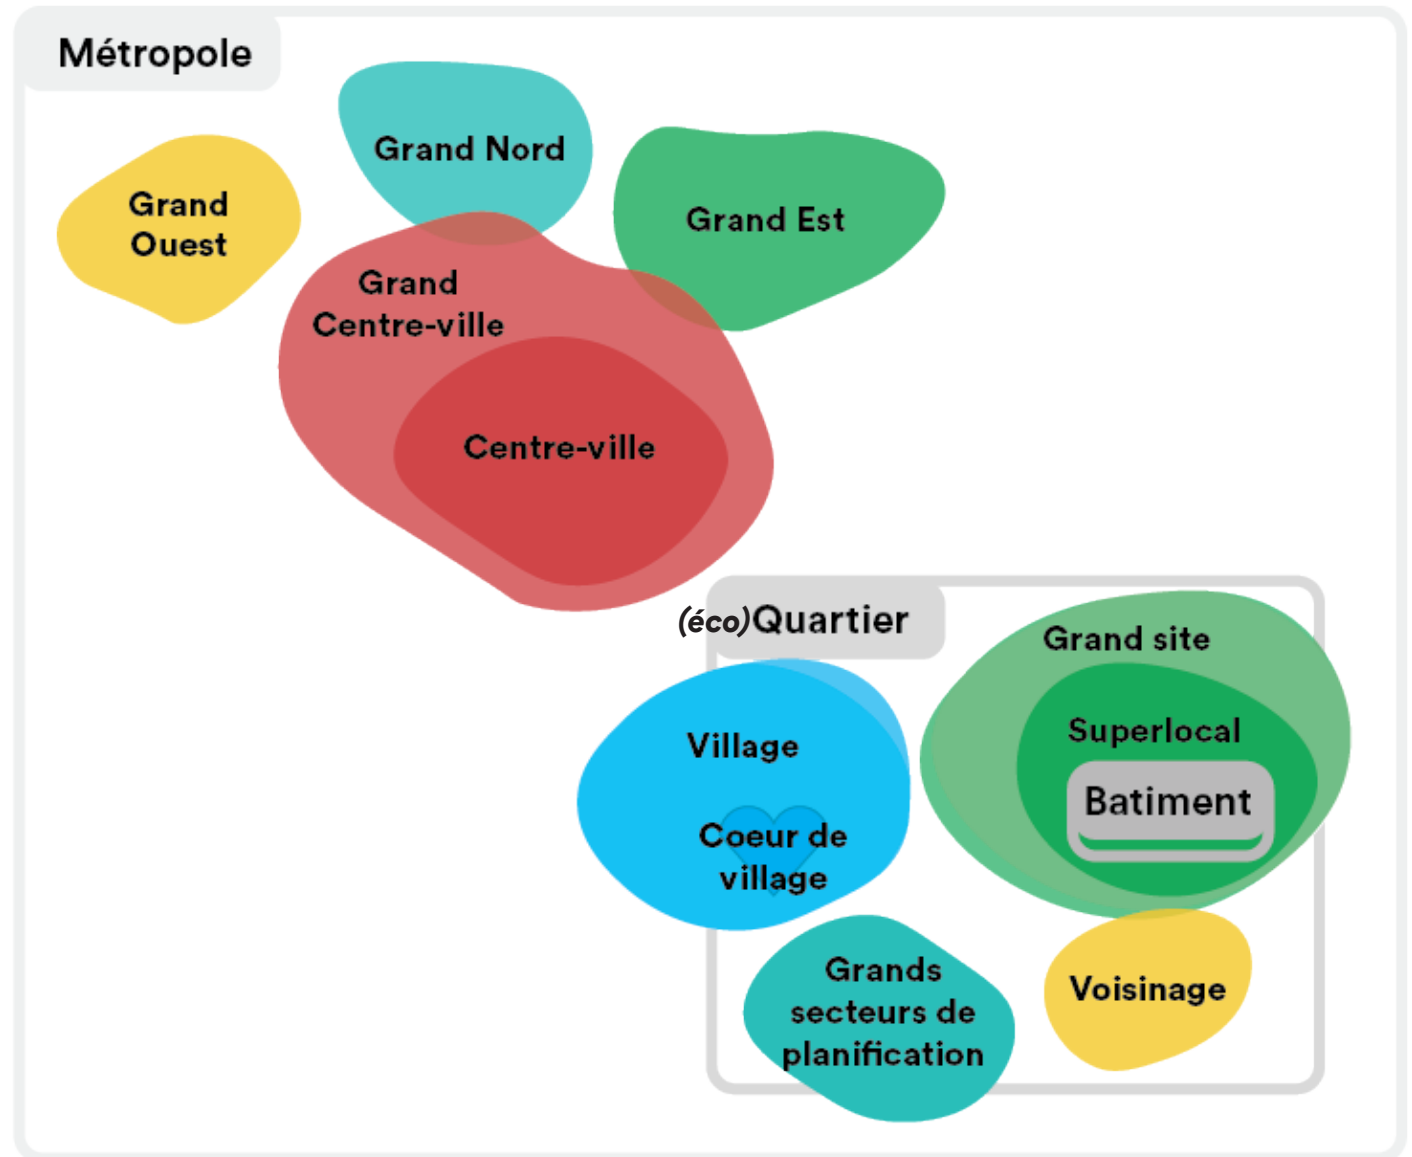 Métropole
Grand Nord
Grand
Ouest
Grand Est
Grand
Centre-ville
Centre-ville
(éco)Quartier
Grand site
Superlocal
Village
Batiment
Coeur de
village
Grands
secteurs de
planification
Voisinage